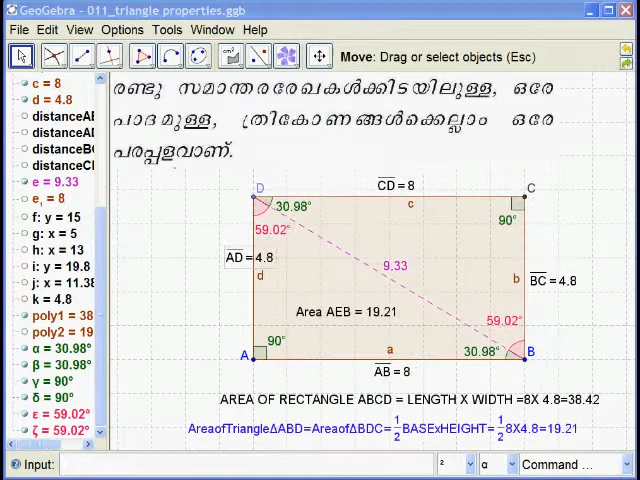 GeoGebra - 011_triangle properties.ggb
File Edit View Options Tools Window Help
Move: Drag or select objects (Esc)
c = 8
d = 4.8
distanceAB
distanceAD
distanceBC
distanceCD
e = 9.33
e₁ = 8
f: y = 15
g: x = 5
h: x = 13
i: y = 19.8
j: x = 11.38
k = 4.8
poly1 = 38
poly2 = 19
α = 30.98°
β = 30.98°
γ = 90°
δ = 90°
ε = 59.02°
ζ = 59.02°
രണ്ടു സമാന്തരരേഖകൾക്കിടയിലുള്ള, ഒരേ
പാദമുള്ള, ത്രികോണങ്ങൾക്കെല്ലാം ഒരേ
പരപ്പളവാണ്.
CD = 8
D
C
30.98°
c
90°
59.02°
AD = 4.8
9.33
d
b
BC = 4.8
Area AEB = 19.21
59.02°
90°
30.98°
A
a
B
AB = 8
AREA OF RECTANGLE ABCD = LENGTH X WIDTH =8X 4.8=38.42
AreaofTriangleΔABD=AreaofΔBDC=1/2BASExHEIGHT=1/2 8X4.8=19.21
Input:
²
α
Command ...